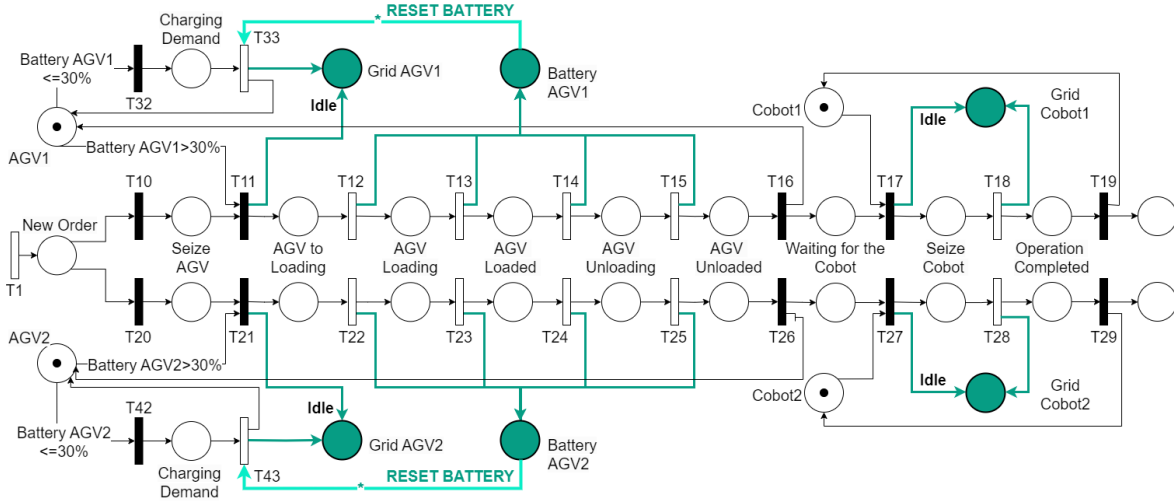 Charging
Demand
RESET BATTERY
*
T33
Battery AGV1
<=30%
T32
Grid AGV1
Battery
AGV1
Idle
Cobot1
Idle
Grid
Cobot1
AGV1
Battery AGV1>30%
T10
T11
T12
T13
T14
T15
T16
T17
T18
T19
New Order
T1
Seize
AGV
AGV to
Loading
AGV
Loading
AGV
Loaded
AGV
Unloading
AGV
Unloaded
Waiting for the
Cobot
Seize
Cobot
Operation
Completed
T20
T21
T22
T23
T24
T25
T26
T27
T28
T29
AGV2
Battery AGV2>30%
Cobot2
Idle
Grid
Cobot2
T42
Idle
Battery AGV2
<=30%
Grid AGV2
Battery
AGV2
Charging
Demand
T43
*
RESET BATTERY